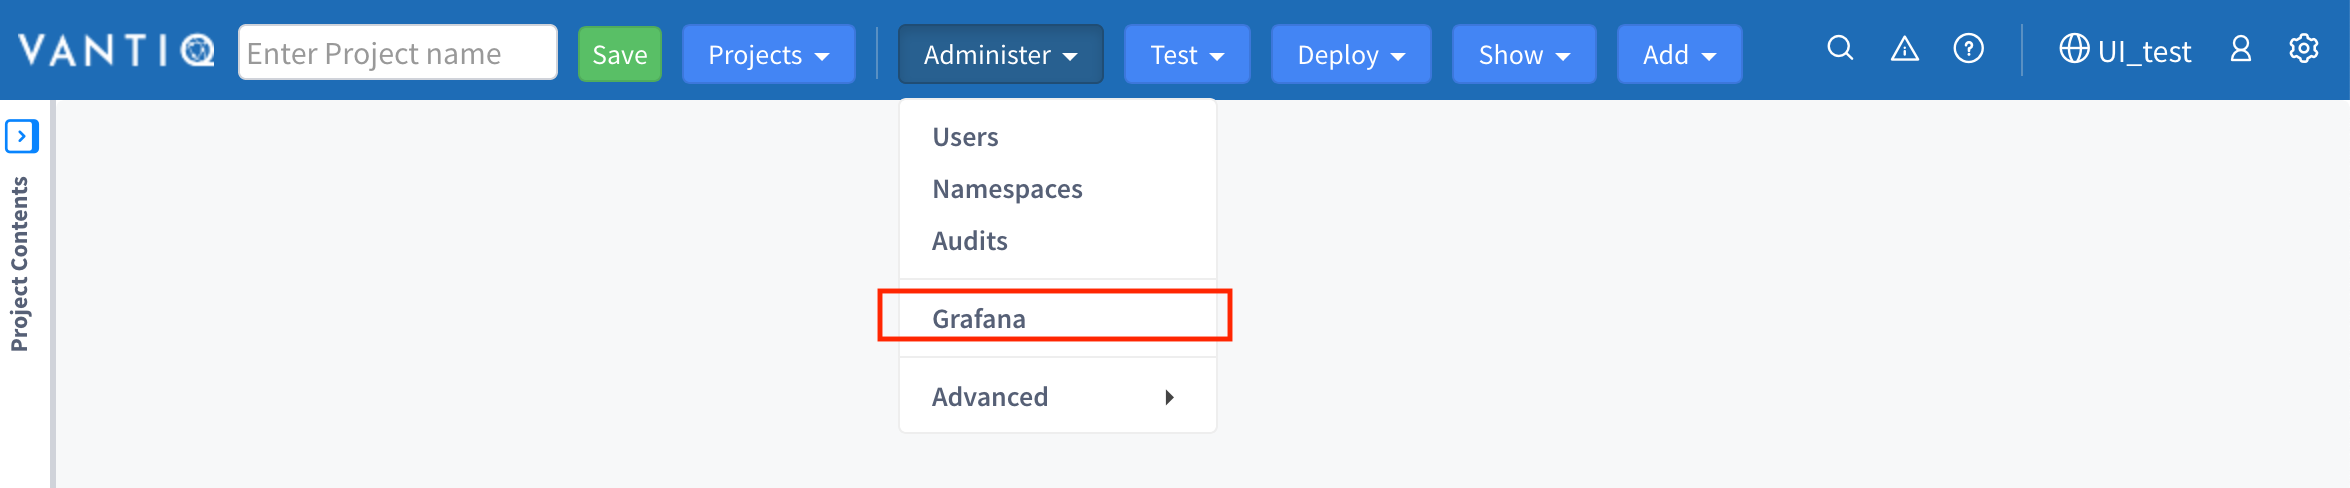 VANTIQ Enter Project name Save Projects Administer Test Deploy Show Add UI_test
Users
Namespaces
Audits
Grafana
Advanced
Project Contents